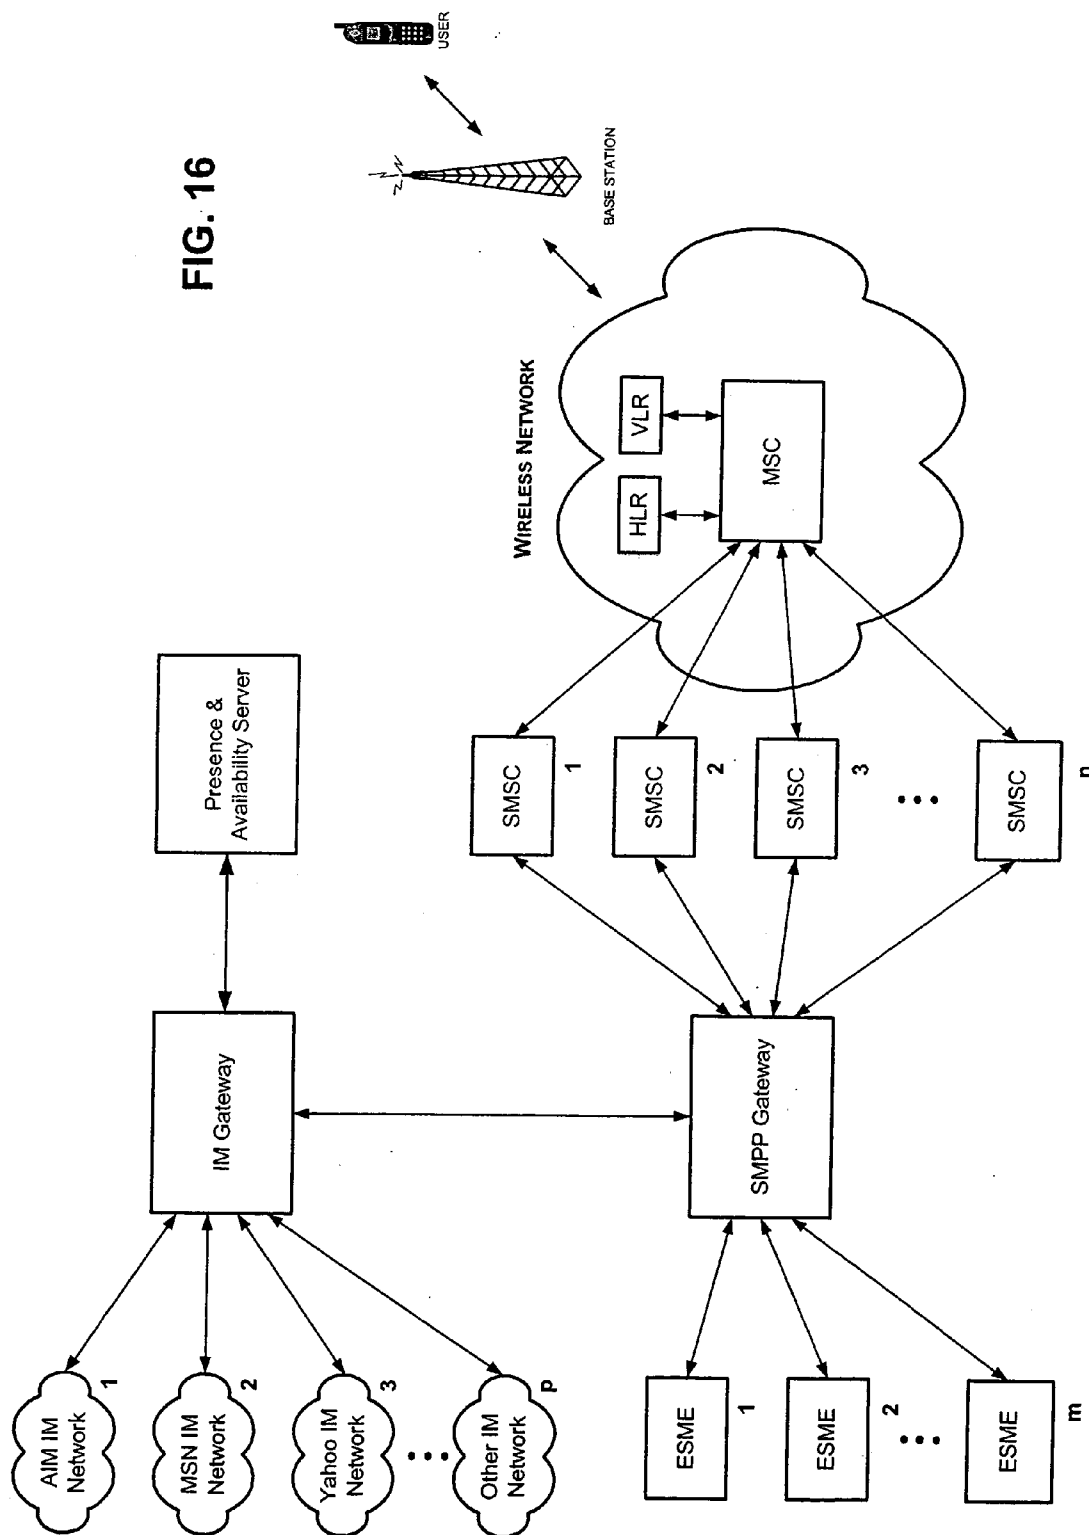 FIG. 16
AIM IM
Network
1
MSN IM
Network
2
Yahoo IM
Network
3
Other IM
Network
p
IM Gateway
Presence &
Availability Server
ESME
1
ESME
2
ESME
m
SMPP Gateway
SMSC
1
SMSC
2
SMSC
3
SMSC
n
WIRELESS NETWORK
HLR
VLR
MSC
BASE STATION
USER